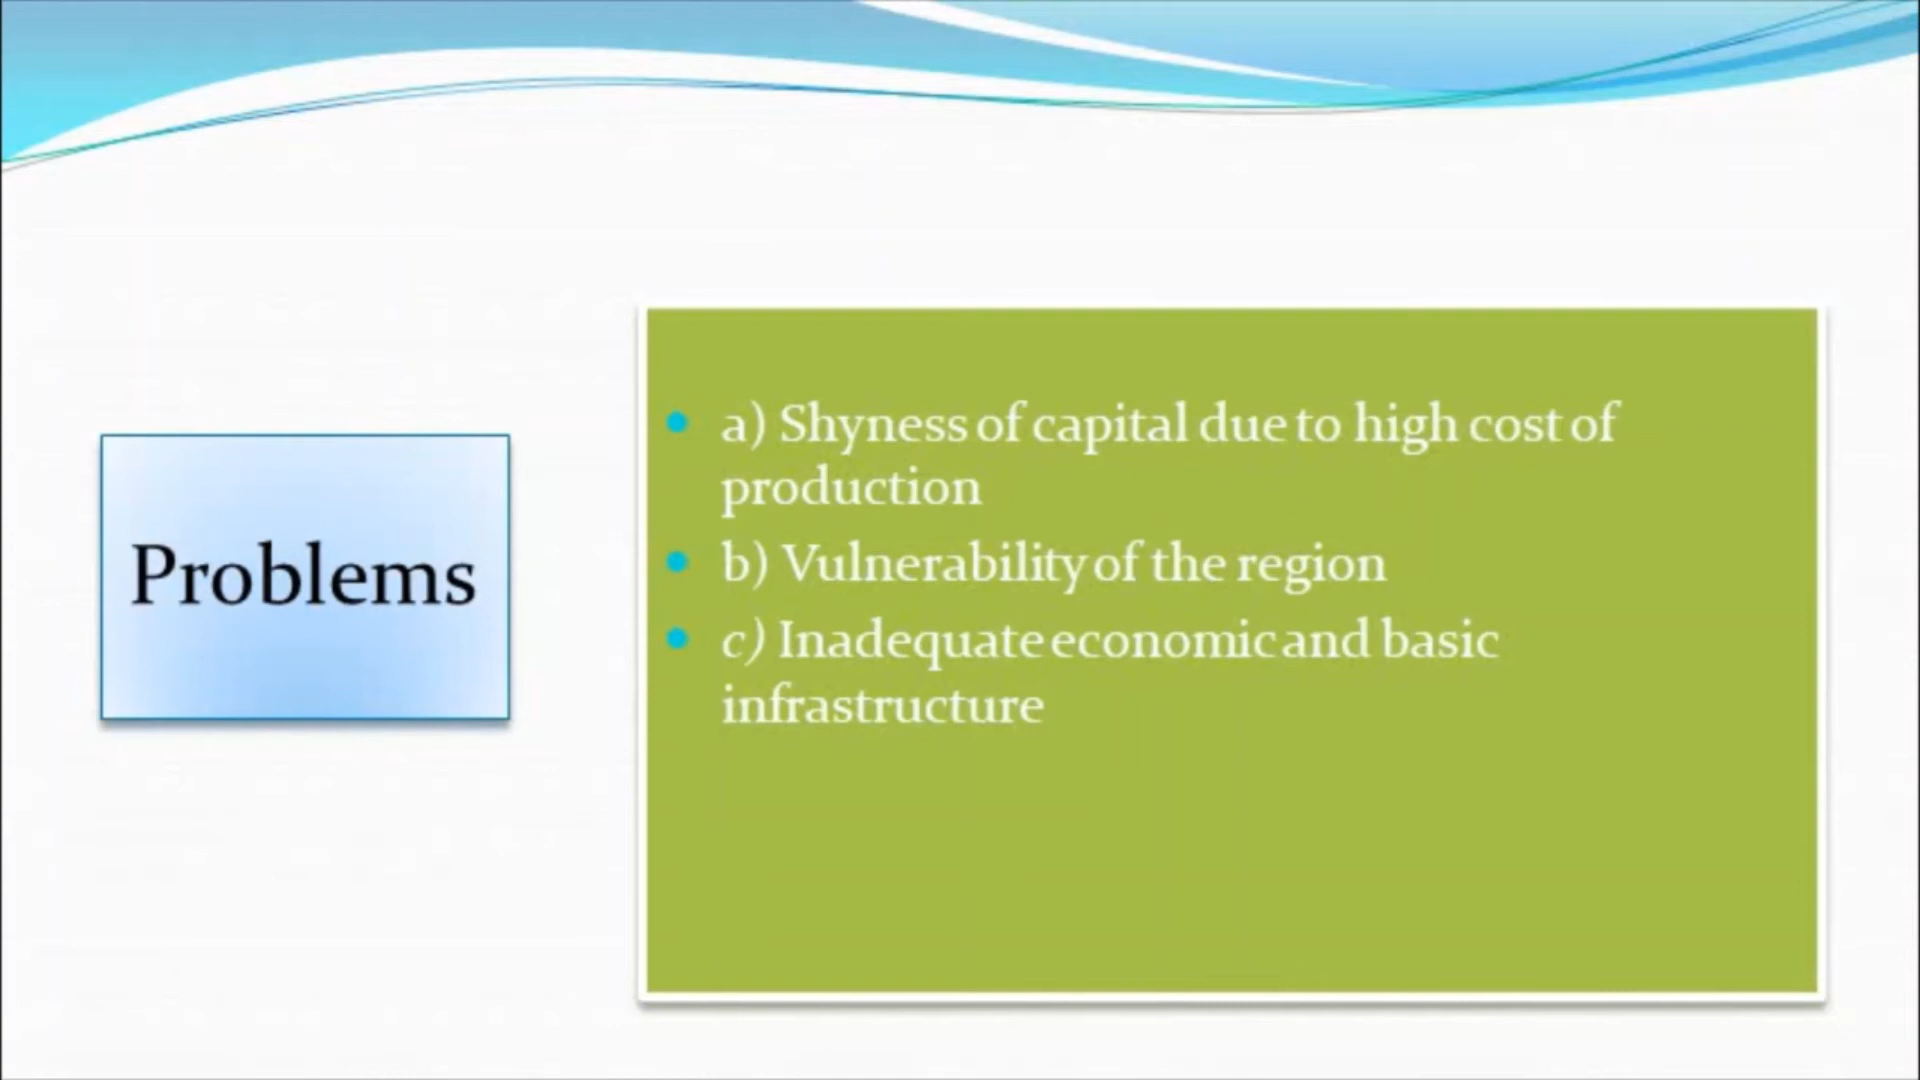 Problems
• a) Shyness of capital due to high cost of
production
• b) Vulnerability of the region
• c) Inadequate economic and basic
infrastructure